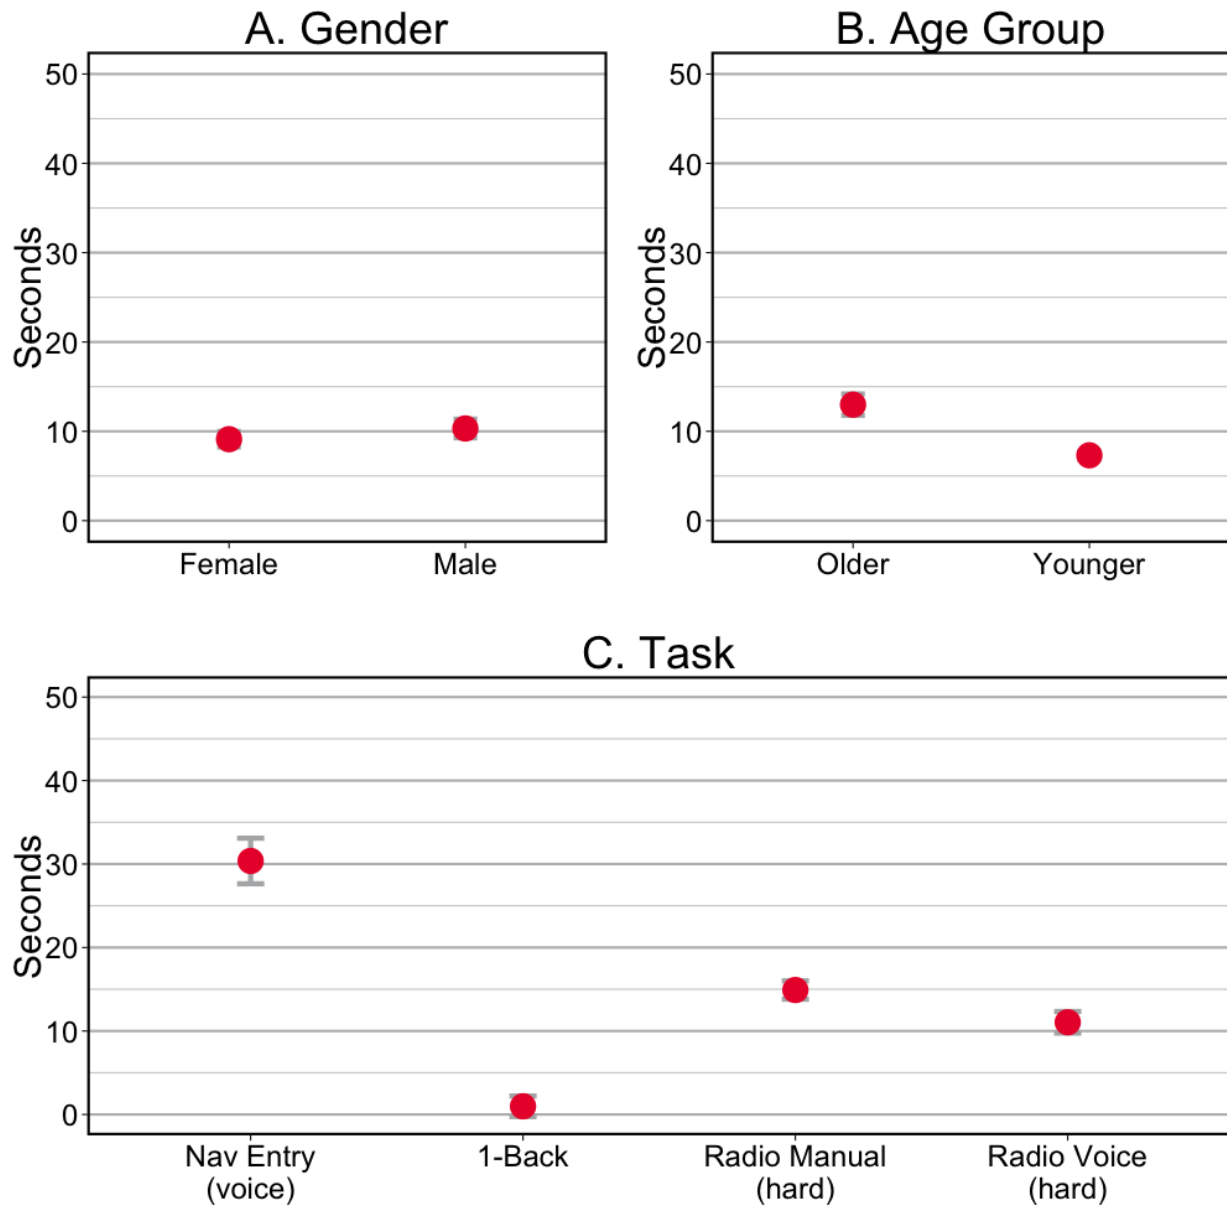 A. Gender
50
40
30
20
10
0
Seconds
Female Male
B. Age Group
50
40
30
20
10
0
Seconds
Older Younger
C. Task
50
40
30
20
10
0
Seconds
Nav Entry 1-Back Radio Manual Radio Voice
(voice) (hard) (hard)